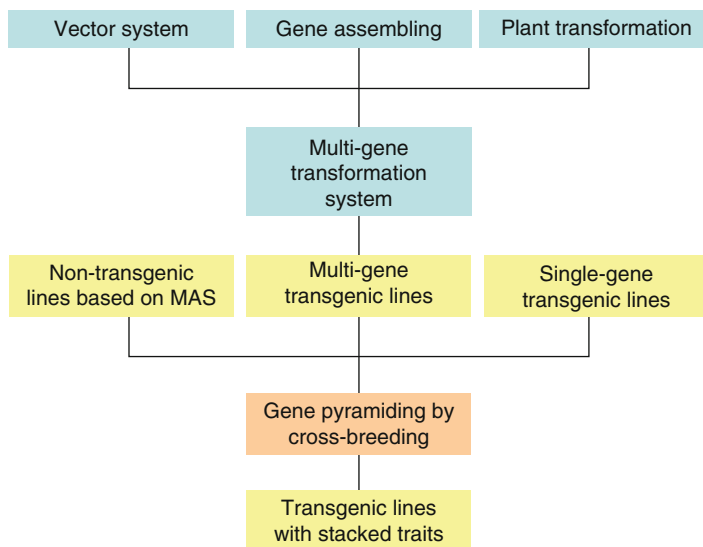 Vector system
Gene assembling
Plant transformation
Multi-gene
transformation
system
Non-transgenic
lines based on MAS
Multi-gene
transgenic lines
Single-gene
transgenic lines
Gene pyramiding by
cross-breeding
Transgenic lines
with stacked traits